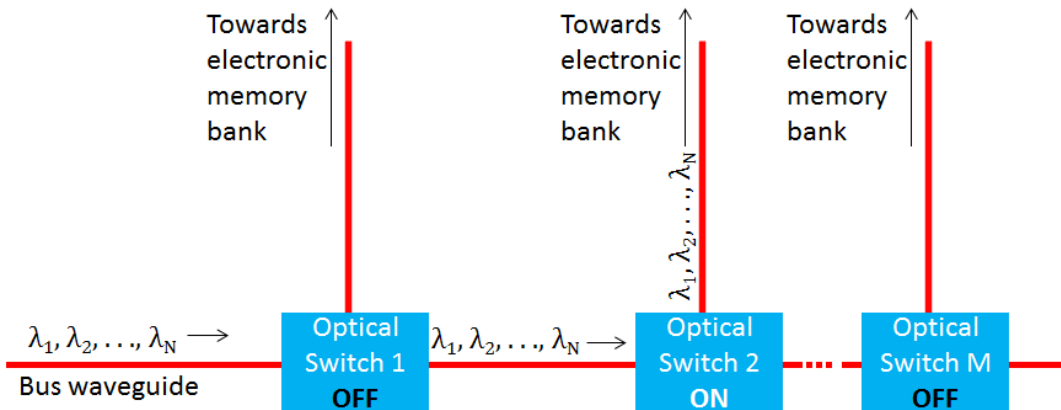 Towards
electronic
memory
bank
Towards
electronic
memory
bank
Towards
electronic
memory
bank
λ1, λ2, ..., λN
λ1, λ2, ..., λN
Bus waveguide
Optical
Switch 1
OFF
λ1, λ2, ..., λN
Optical
Switch 2
ON
Optical
Switch M
OFF